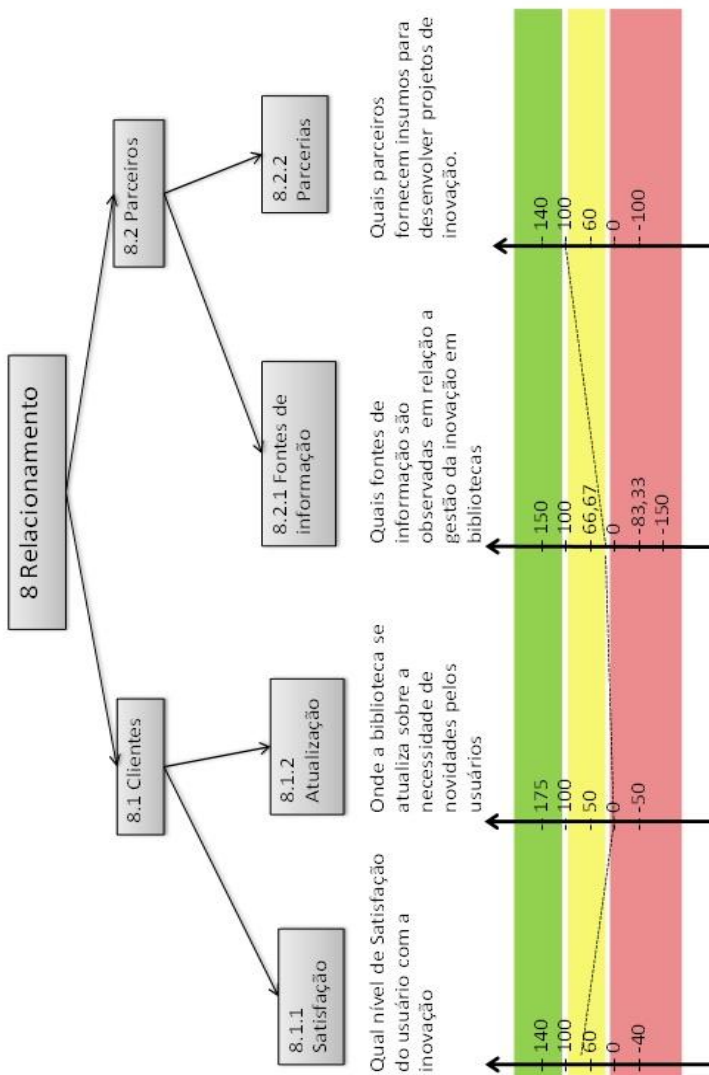 8 Relacionamento
8.1 Clientes
8.2 Parceiros
8.1.1
Satisfação
8.1.2
Atualização
8.2.1 Fontes de
informação
8.2.2
Parcerias
Qual nível de Satisfação
do usuário com a
inovação
Onde a biblioteca se
atualiza sobre a
necessidade de
novidades pelos
usuários
Quais fontes de
informação são
observadas em relação a
gestão da inovação em
bibliotecas
Quais parceiros
fornecem insumos para
desenvolver projetos de
inovação.
140
100
60
0
-40
175
100
50
0
-50
150
100
66,67
0
-83,33
-150
140
100
60
0
-100